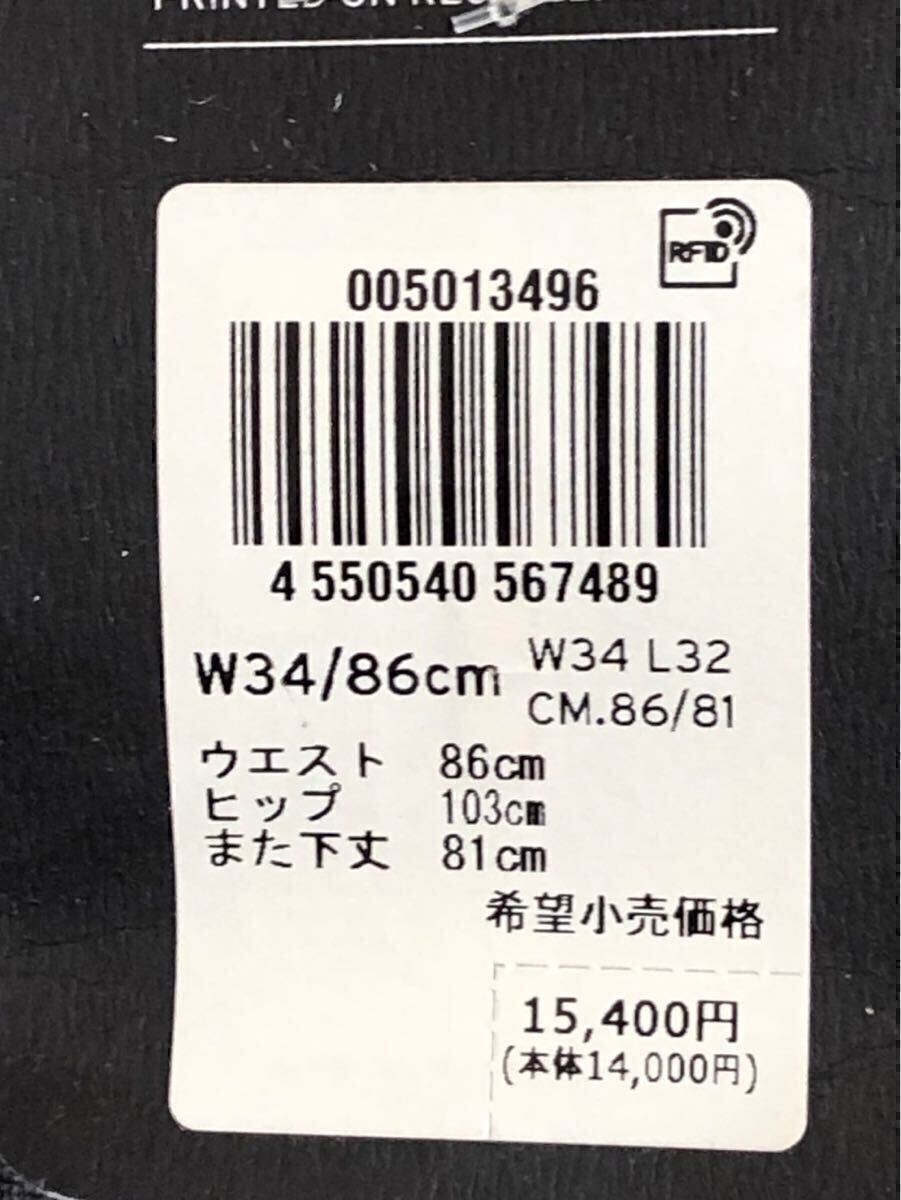 PRINTED ON
RFID
005013496
4 550540 567489
W34/86cm
W34 L32
CM.86/81
ウエスト 86cm
ヒップ 103cm
また下丈 81cm
希望小売価格
15,400円
(本体14,000円)